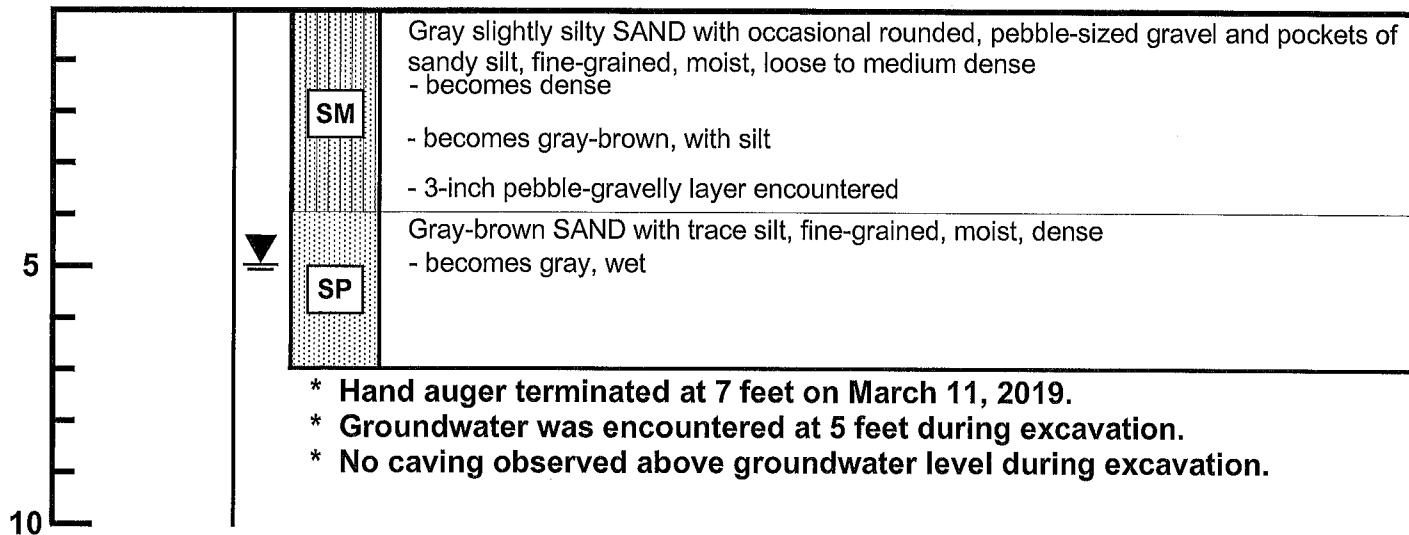 Gray slightly silty SAND with occasional rounded, pebble-sized gravel and pockets of
sandy silt, fine-grained, moist, loose to medium dense
- becomes dense
SM
- becomes gray-brown, with silt
- 3-inch pebble-gravelly layer encountered
Gray-brown SAND with trace silt, fine-grained, moist, dense
5
- becomes gray, wet
SP
* Hand auger terminated at 7 feet on March 11, 2019.
* Groundwater was encountered at 5 feet during excavation.
* No caving observed above groundwater level during excavation.
10